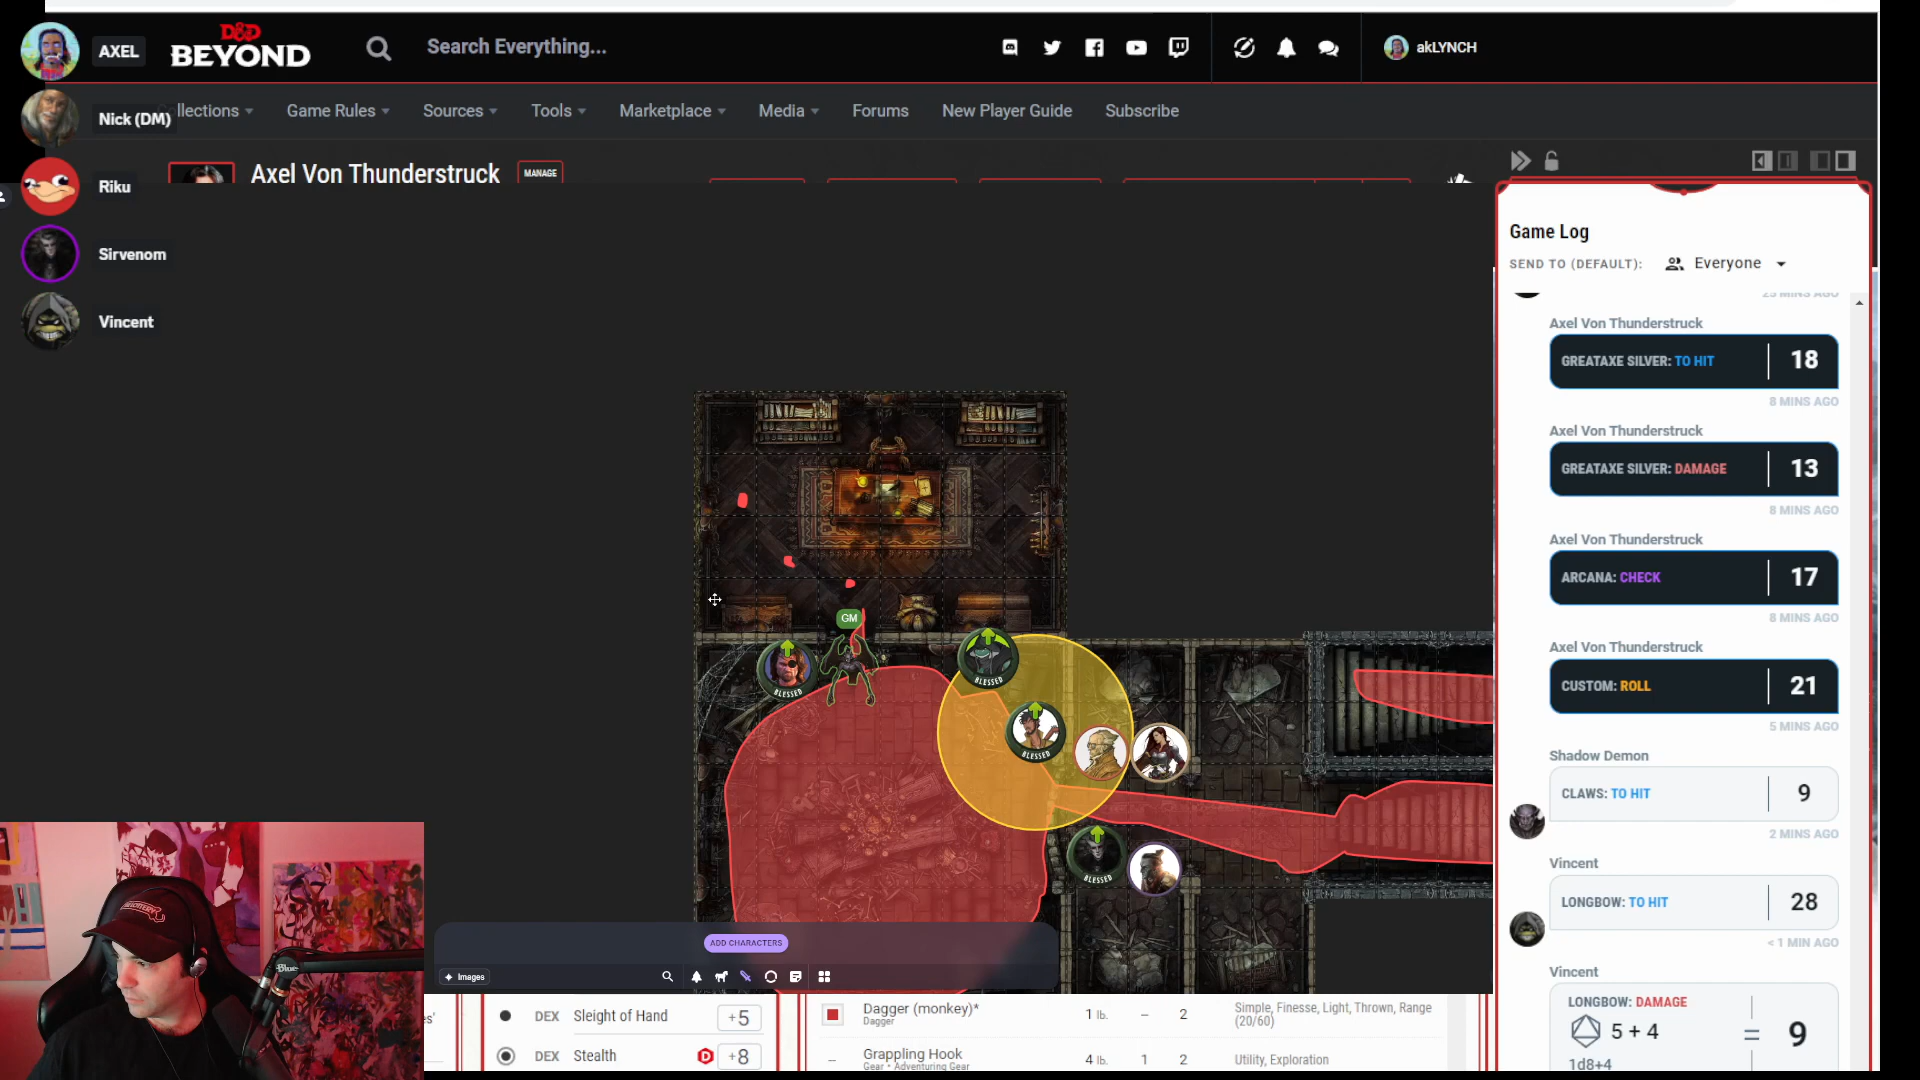 AXEL
D&D
BEYOND
Search Everything...
akLYNCH
Nick (DM)
llections
Game Rules
Sources
Tools
Marketplace
Media
Forums
New Player Guide
Subscribe
Axel Von Thunderstruck
MANAGE
Riku
Sirvenom
Vincent
Game Log
SEND TO (DEFAULT):
Everyone
23 MINS AGO
Axel Von Thunderstruck
GREATAXE SILVER: TO HIT
18
8 MINS AGO
Axel Von Thunderstruck
GREATAXE SILVER: DAMAGE
13
8 MINS AGO
Axel Von Thunderstruck
ARCANA: CHECK
17
8 MINS AGO
Axel Von Thunderstruck
CUSTOM: ROLL
21
5 MINS AGO
Shadow Demon
CLAWS: TO HIT
9
2 MINS AGO
Vincent
LONGBOW: TO HIT
28
< 1 MIN AGO
Vincent
LONGBOW: DAMAGE
5 + 4
=
9
1d8+4
GM
BLESSED
BLESSED
BLESSED
BLESSED
ADD CHARACTERS
Images
Blue
es'
DEX
Sleight of Hand
+5
DEX
Stealth
+8
Dagger (monkey)*
Dagger
1 lb.
--
2
Simple, Finesse, Light, Thrown, Range
(20/60)
--
Grappling Hook
Gear • Adventuring Gear
4 lb.
1
2
Utility, Exploration